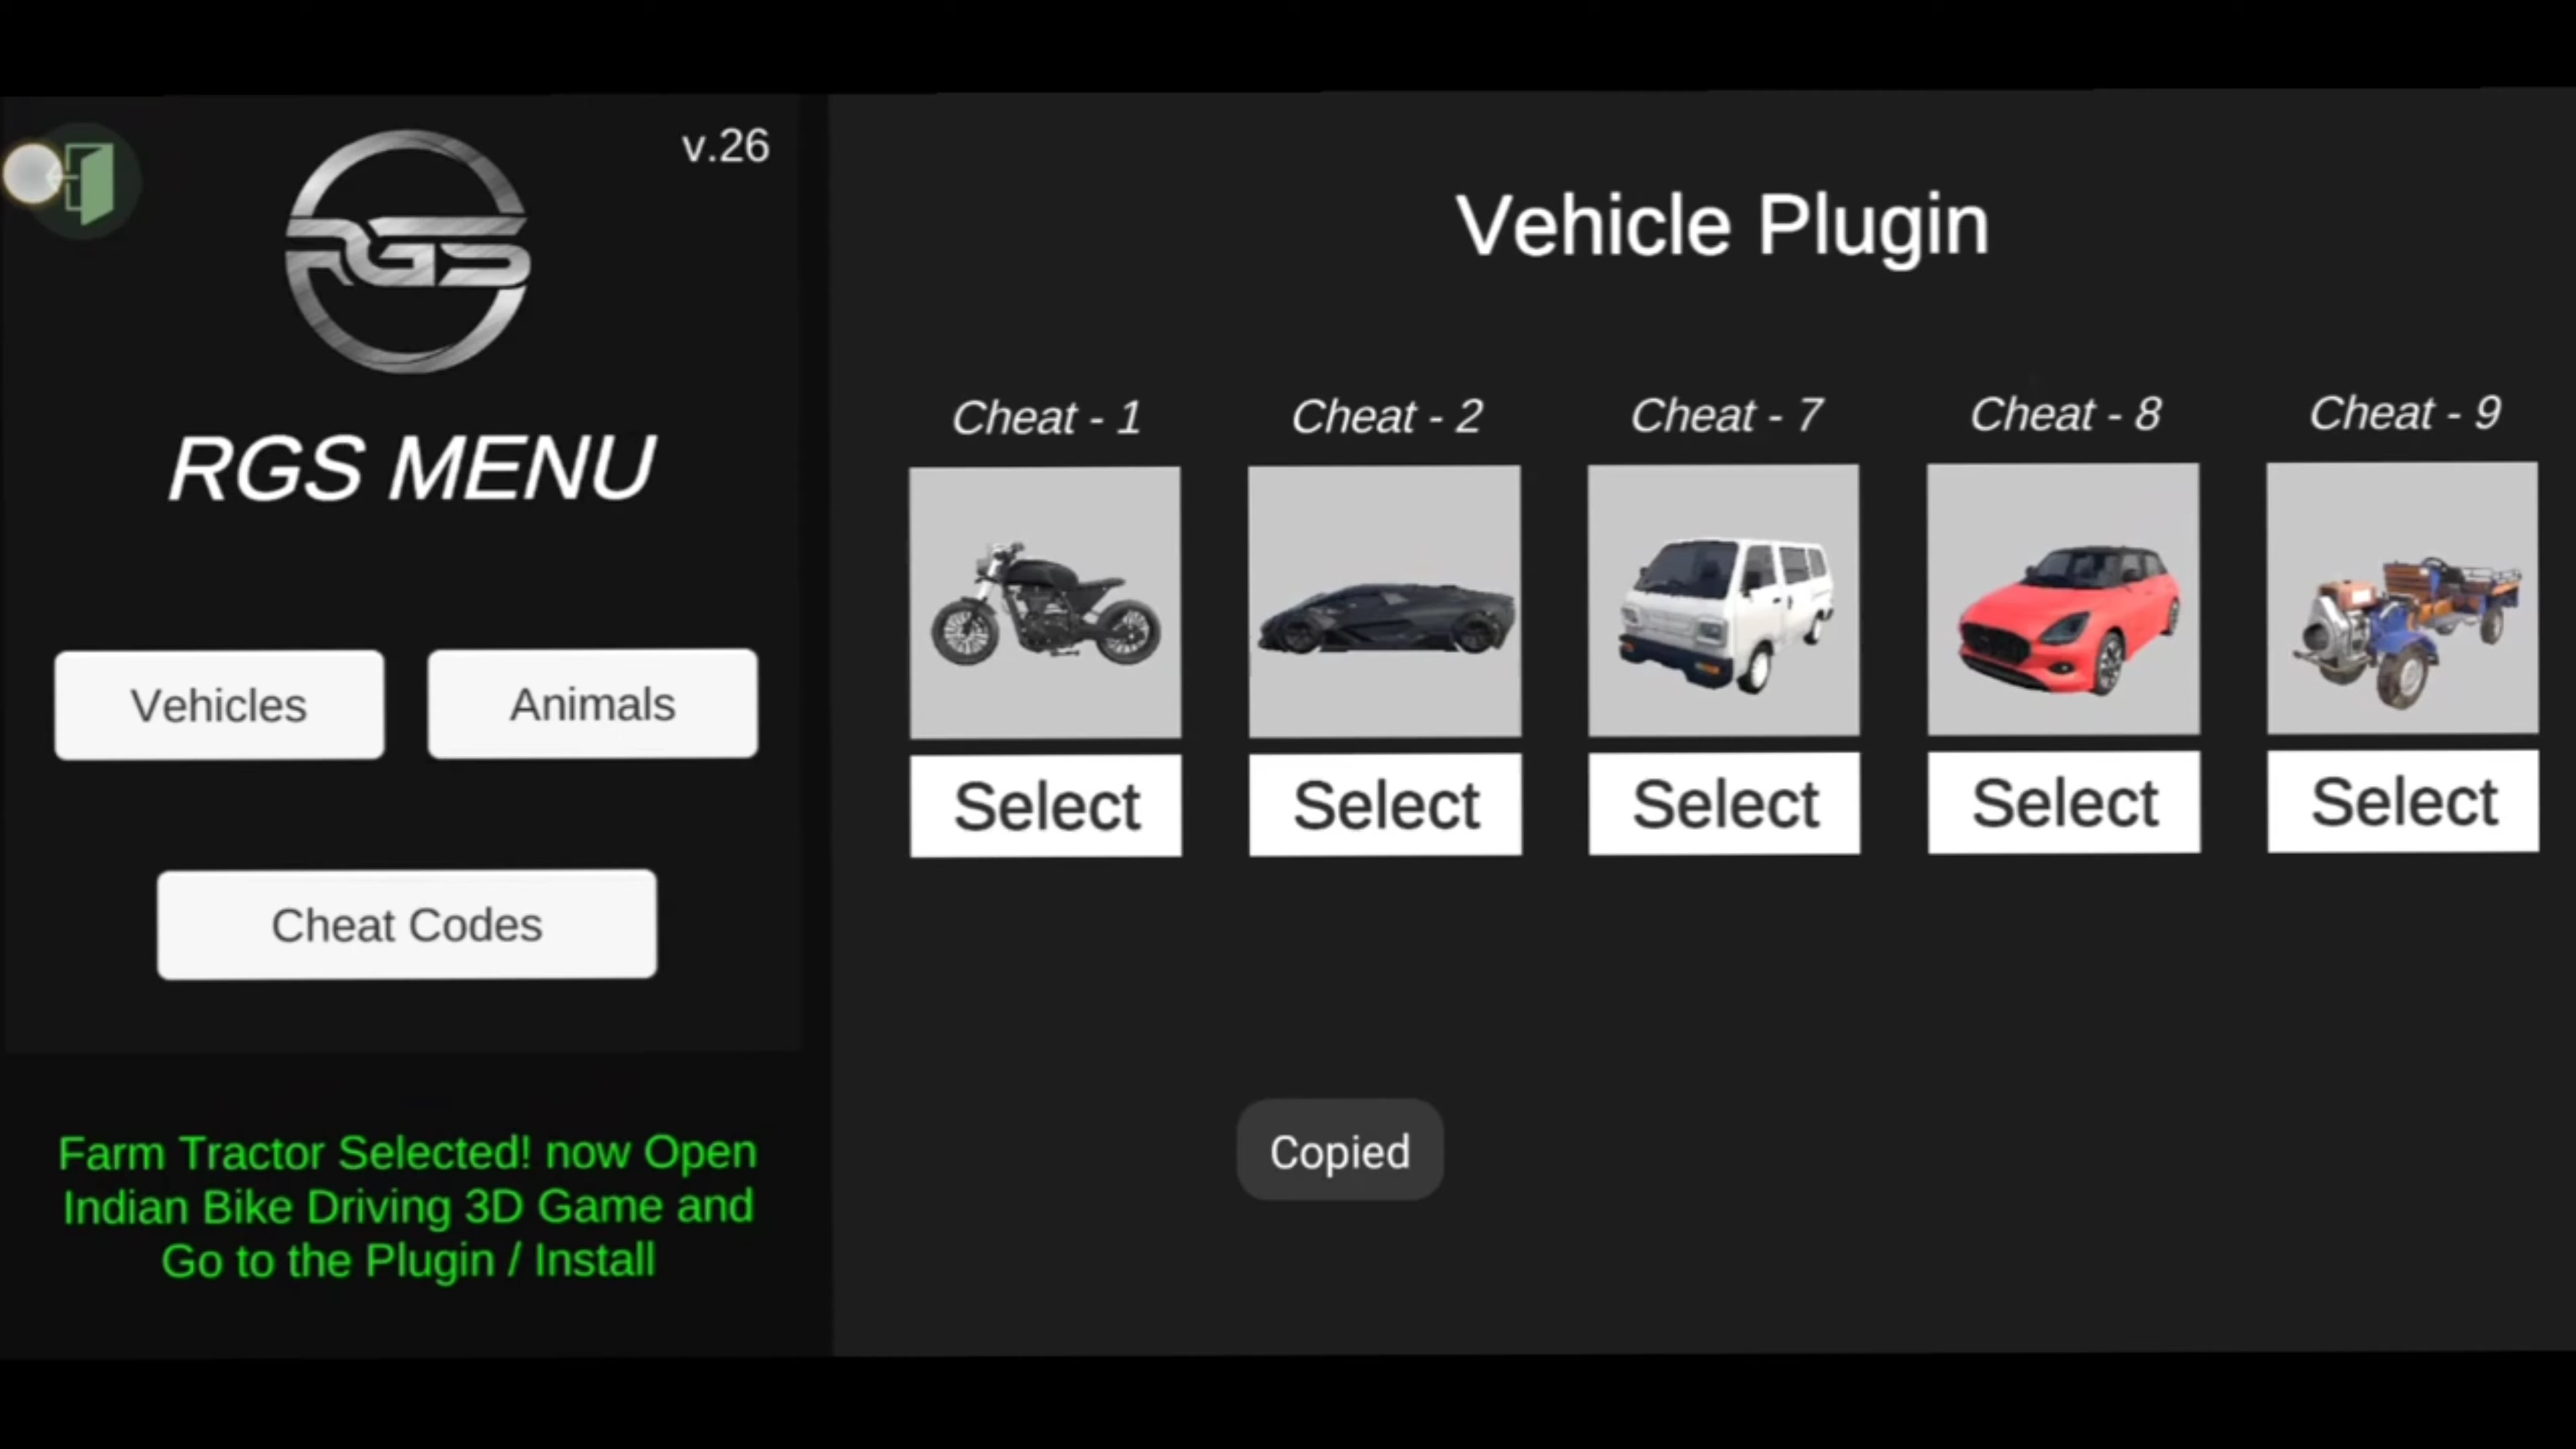 v.26
RGS
RGS MENU
Vehicles
Animals
Cheat Codes
Farm Tractor Selected! now Open
Indian Bike Driving 3D Game and
Go to the Plugin / Install
Vehicle Plugin
Cheat - 1
Cheat - 2
Cheat - 7
Cheat - 8
Cheat - 9
Select
Select
Select
Select
Select
Copied